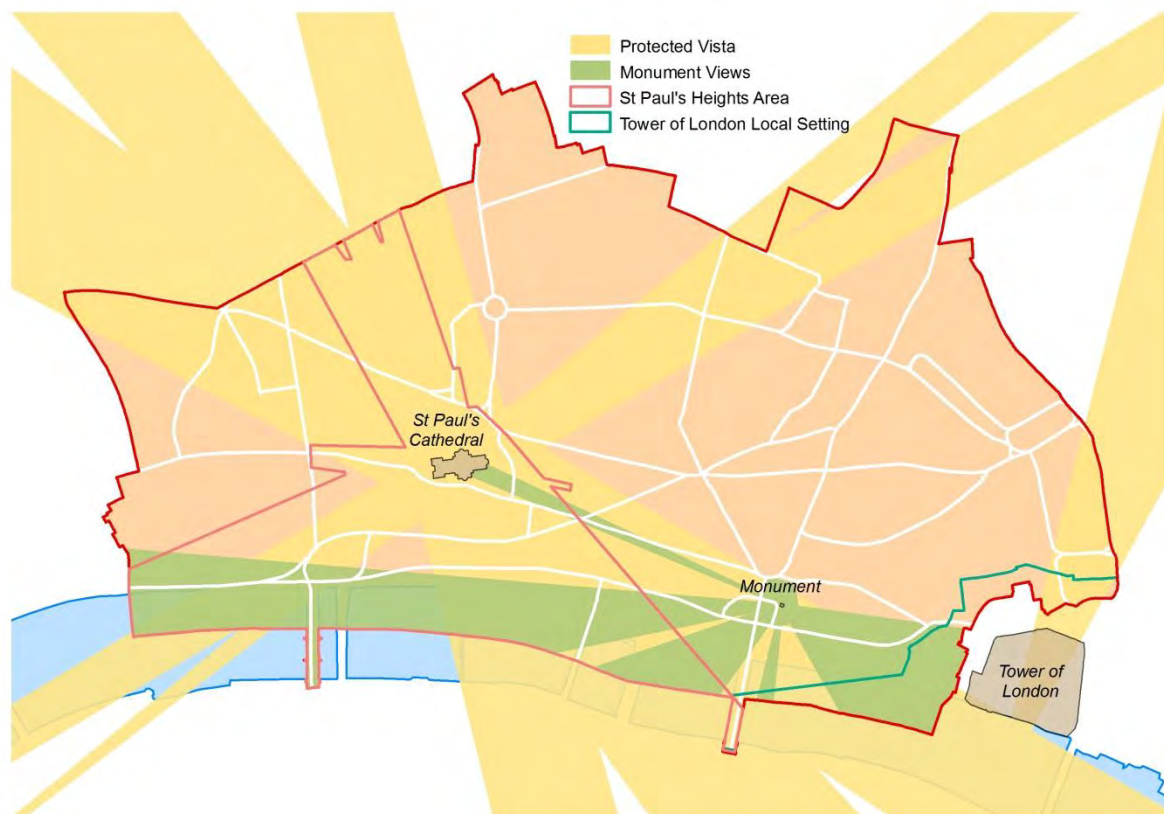 Protected Vista
Monument Views
St Paul's Heights Area
Tower of London Local Setting
St Paul's
Cathedral
Monument
Tower of
London